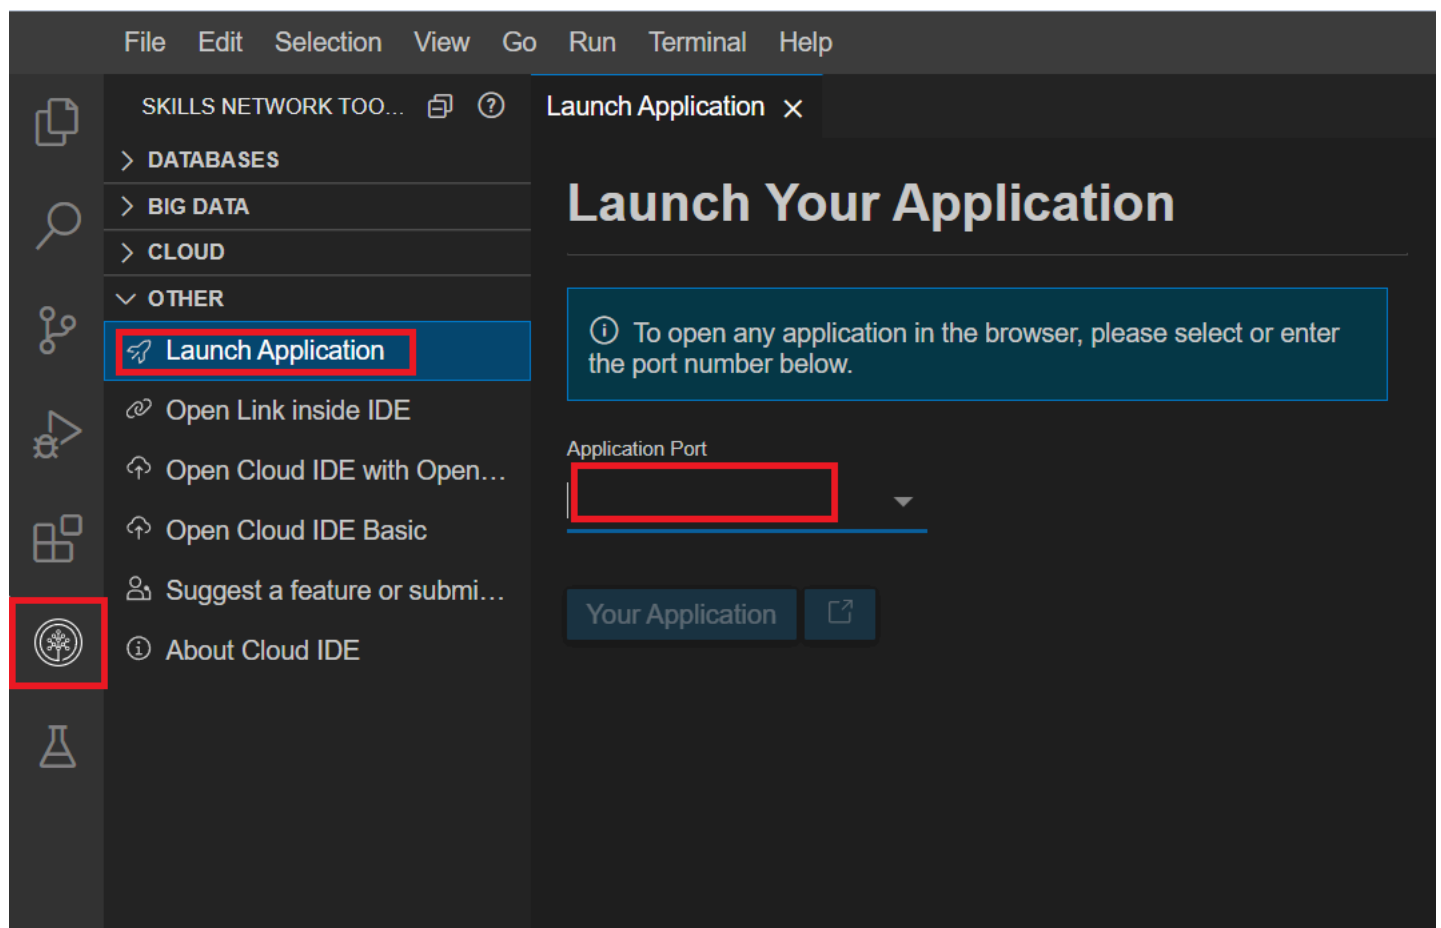 File Edit Selection View Go Run Terminal Help
SKILLS NETWORK TOO...
DATABASES
BIG DATA
CLOUD
OTHER
Launch Application
Open Link inside IDE
Open Cloud IDE with Open...
Open Cloud IDE Basic
Suggest a feature or submi...
About Cloud IDE
Launch Application
Launch Your Application
To open any application in the browser, please select or enter
the port number below.
Application Port
Your Application